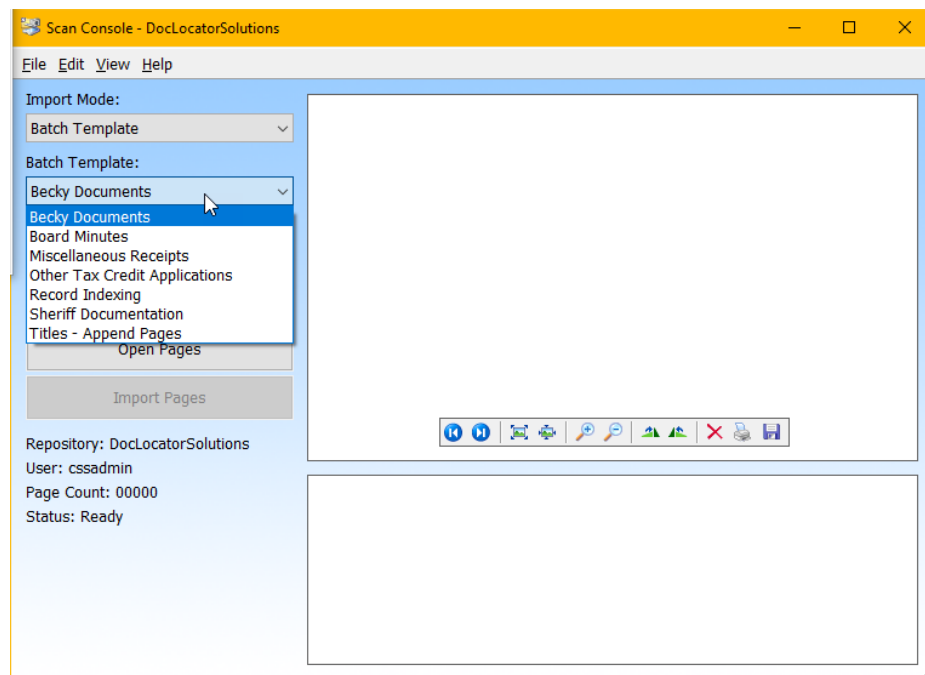 Scan Console - DocLocatorSolutions
File Edit View Help
Import Mode:
Batch Template
Batch Template:
Becky Documents
Becky Documents
Board Minutes
Miscellaneous Receipts
Other Tax Credit Applications
Record Indexing
Sheriff Documentation
Titles - Append Pages
Open Pages
Import Pages
Repository: DocLocatorSolutions
User: cssadmin
Page Count: 00000
Status: Ready